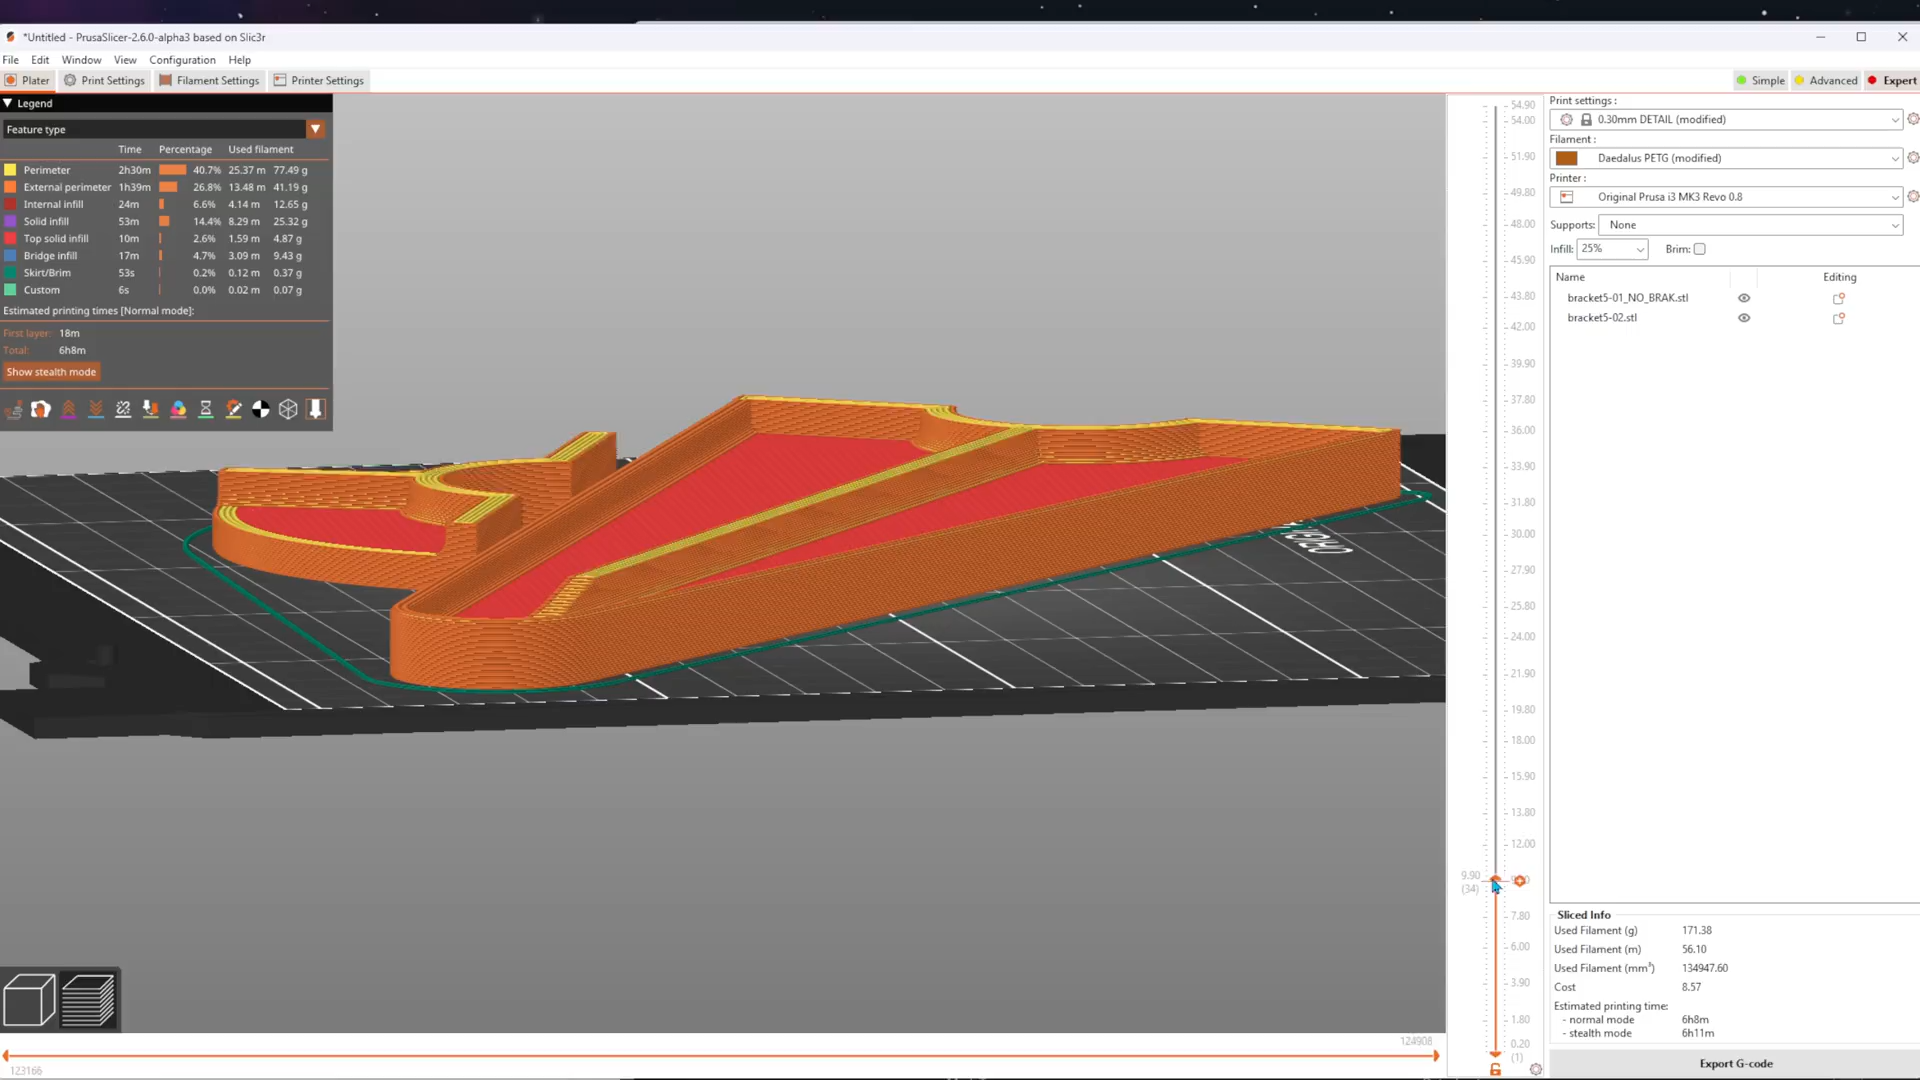 *Untitled - PrusaSlicer-2.6.0-alpha3 based on Slic3r
File Edit Window View Configuration Help
Plater Print Settings Filament Settings Printer Settings Simple Advanced Expert
Legend
Feature type
Time Percentage Used filament
Perimeter 2h30m 40.7% 25.37 m 77.49 g
External perimeter 1h39m 26.8% 13.48 m 41.19 g
Internal infill 24m 6.6% 4.14 m 12.65 g
Solid infill 53m 14.4% 8.29 m 25.32 g
Top solid infill 10m 2.6% 1.59 m 4.87 g
Bridge infill 17m 4.7% 3.09 m 9.43 g
Skirt/Brim 53s 0.2% 0.12 m 0.37 g
Custom 6s 0.0% 0.02 m 0.07 g
Estimated printing times [Normal mode]:
First layer: 18m
Total: 6h8m
Show stealth mode
54.90
54.00
51.90
49.80
48.00
45.90
43.80
42.00
39.90
37.80
36.00
33.90
31.80
30.00
27.90
25.80
24.00
21.90
19.80
18.00
15.90
13.80
12.00
9.90
(34)
7.80
6.00
3.90
1.80
0.20
(1)
124908
123166
Print settings :
0.30mm DETAIL (modified)
Filament :
Daedalus PETG (modified)
Printer :
Original Prusa i3 MK3 Revo 0.8
Supports: None
Infill: 25% Brim:
Name Editing
bracket5-01_NO_BRAK.stl
bracket5-02.stl
Sliced Info
Used Filament (g) 171.38
Used Filament (m) 56.10
Used Filament (mm³) 134947.60
Cost 8.57
Estimated printing time:
- normal mode 6h8m
- stealth mode 6h11m
Export G-code